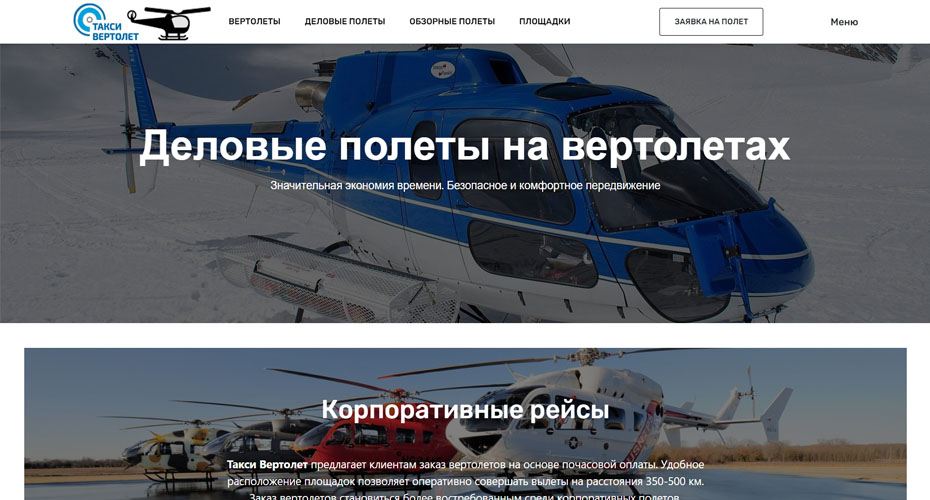 ТАКСИ
ВЕРТОЛЕТ
ВЕРТОЛЕТЫ ДЕЛОВЫЕ ПОЛЕТЫ ОБЗОРНЫЕ ПОЛЕТЫ ПЛОЩАДКИ ЗАЯВКА НА ПОЛЕТ Меню
Деловые полеты на вертолетах
Значительная экономия времени. Безопасное и комфортное передвижение
Корпоративные рейсы
Такси Вертолет предлагает клиентам заказ вертолетов на основе почасовой оплаты. Удобное
расположение площадок позволяет оперативно совершать вылеты на расстояния 350-500 км.
Заказ вертолетов становиться более востребованным среди корпоративных полетов.